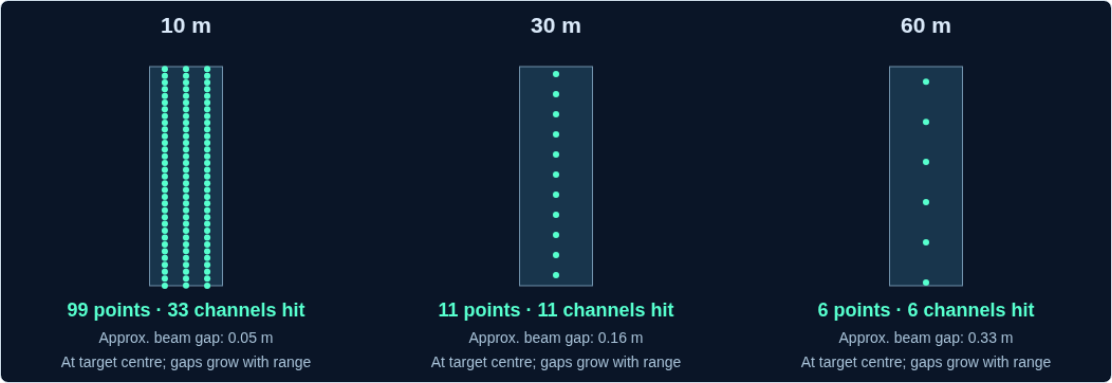 10 m
30 m
60 m
99 points · 33 channels hit
11 points · 11 channels hit
6 points · 6 channels hit
Approx. beam gap: 0.05 m
Approx. beam gap: 0.16 m
Approx. beam gap: 0.33 m
At target centre; gaps grow with range
At target centre; gaps grow with range
At target centre; gaps grow with range